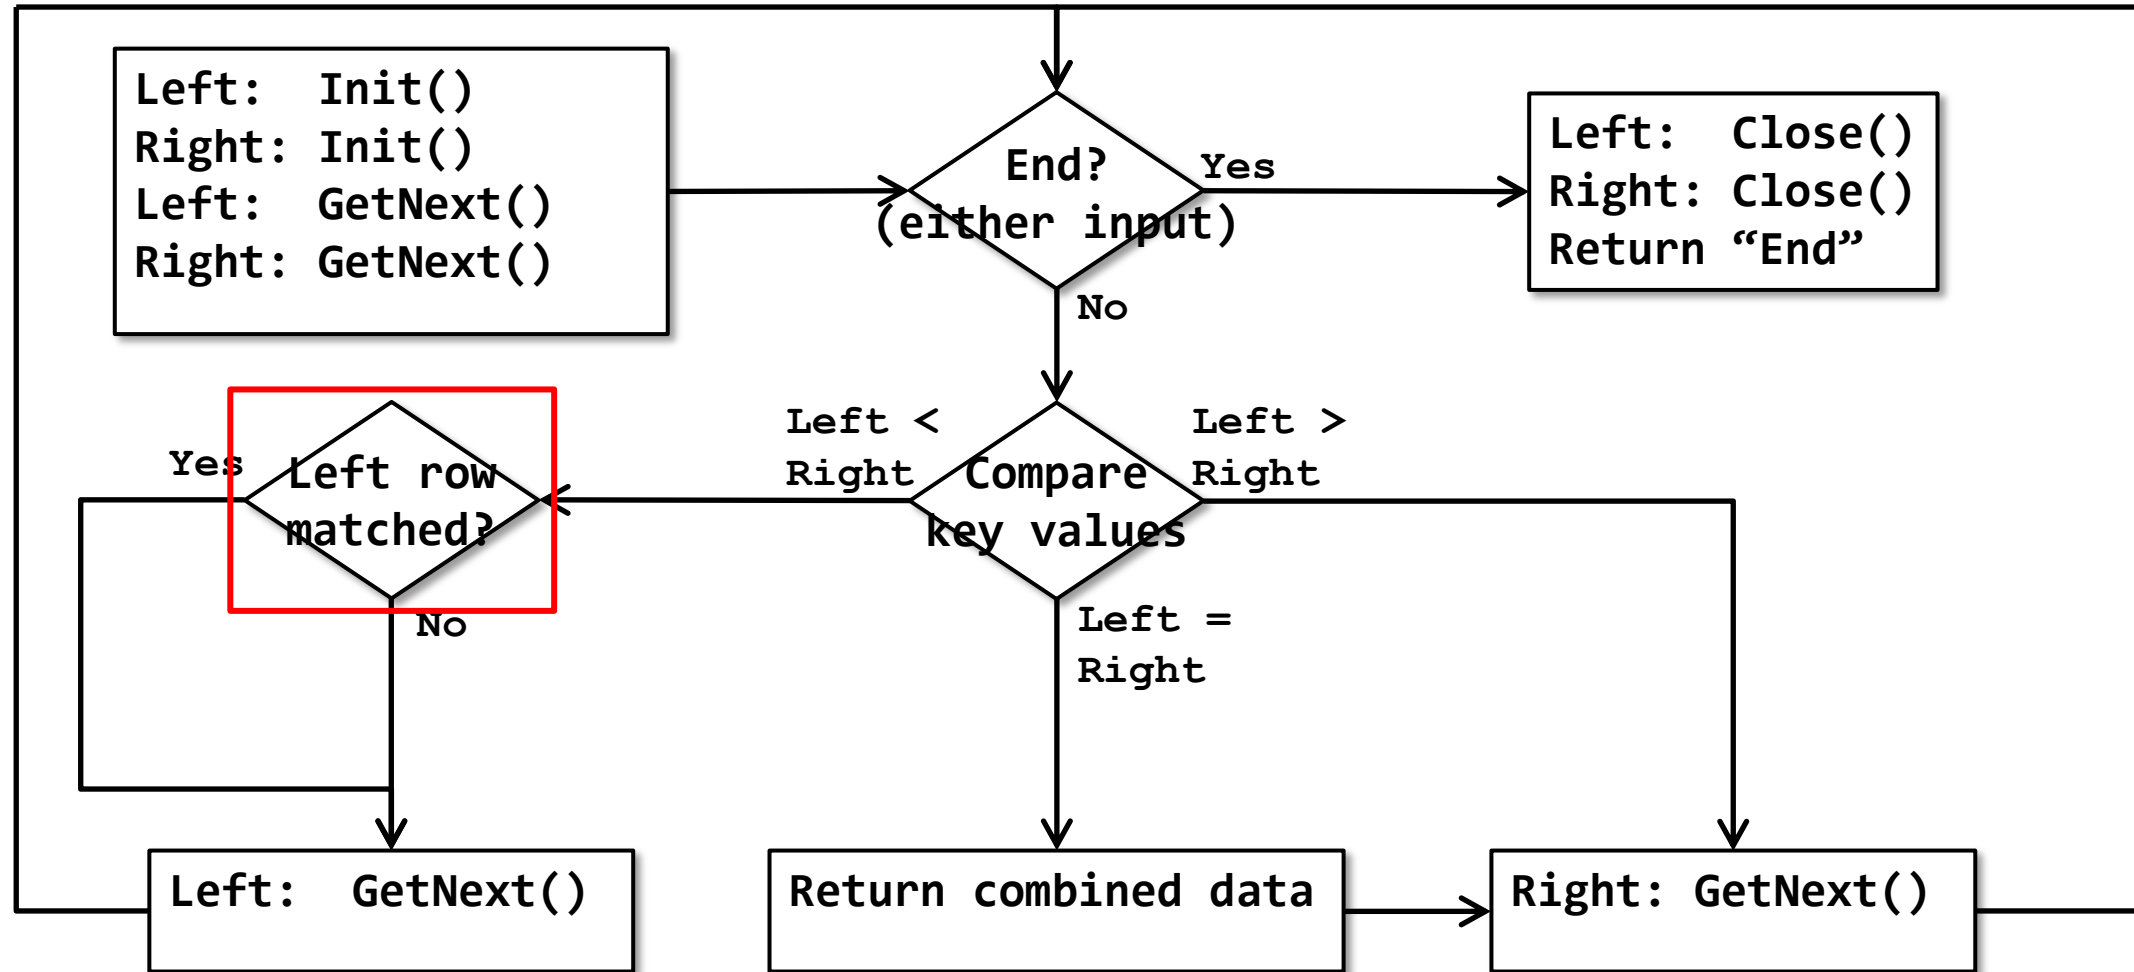 Left:  Init()
Right: Init()
Left:  GetNext()
Right: GetNext()
End?
(either input)
Yes
Left:  Close()
Right: Close()
Return “End”
No
Left <
Right
Left >
Right
Yes
Left row
matched?
Compare
key values
No
Left =
Right
Left:  GetNext()
Return combined data
Right: GetNext()